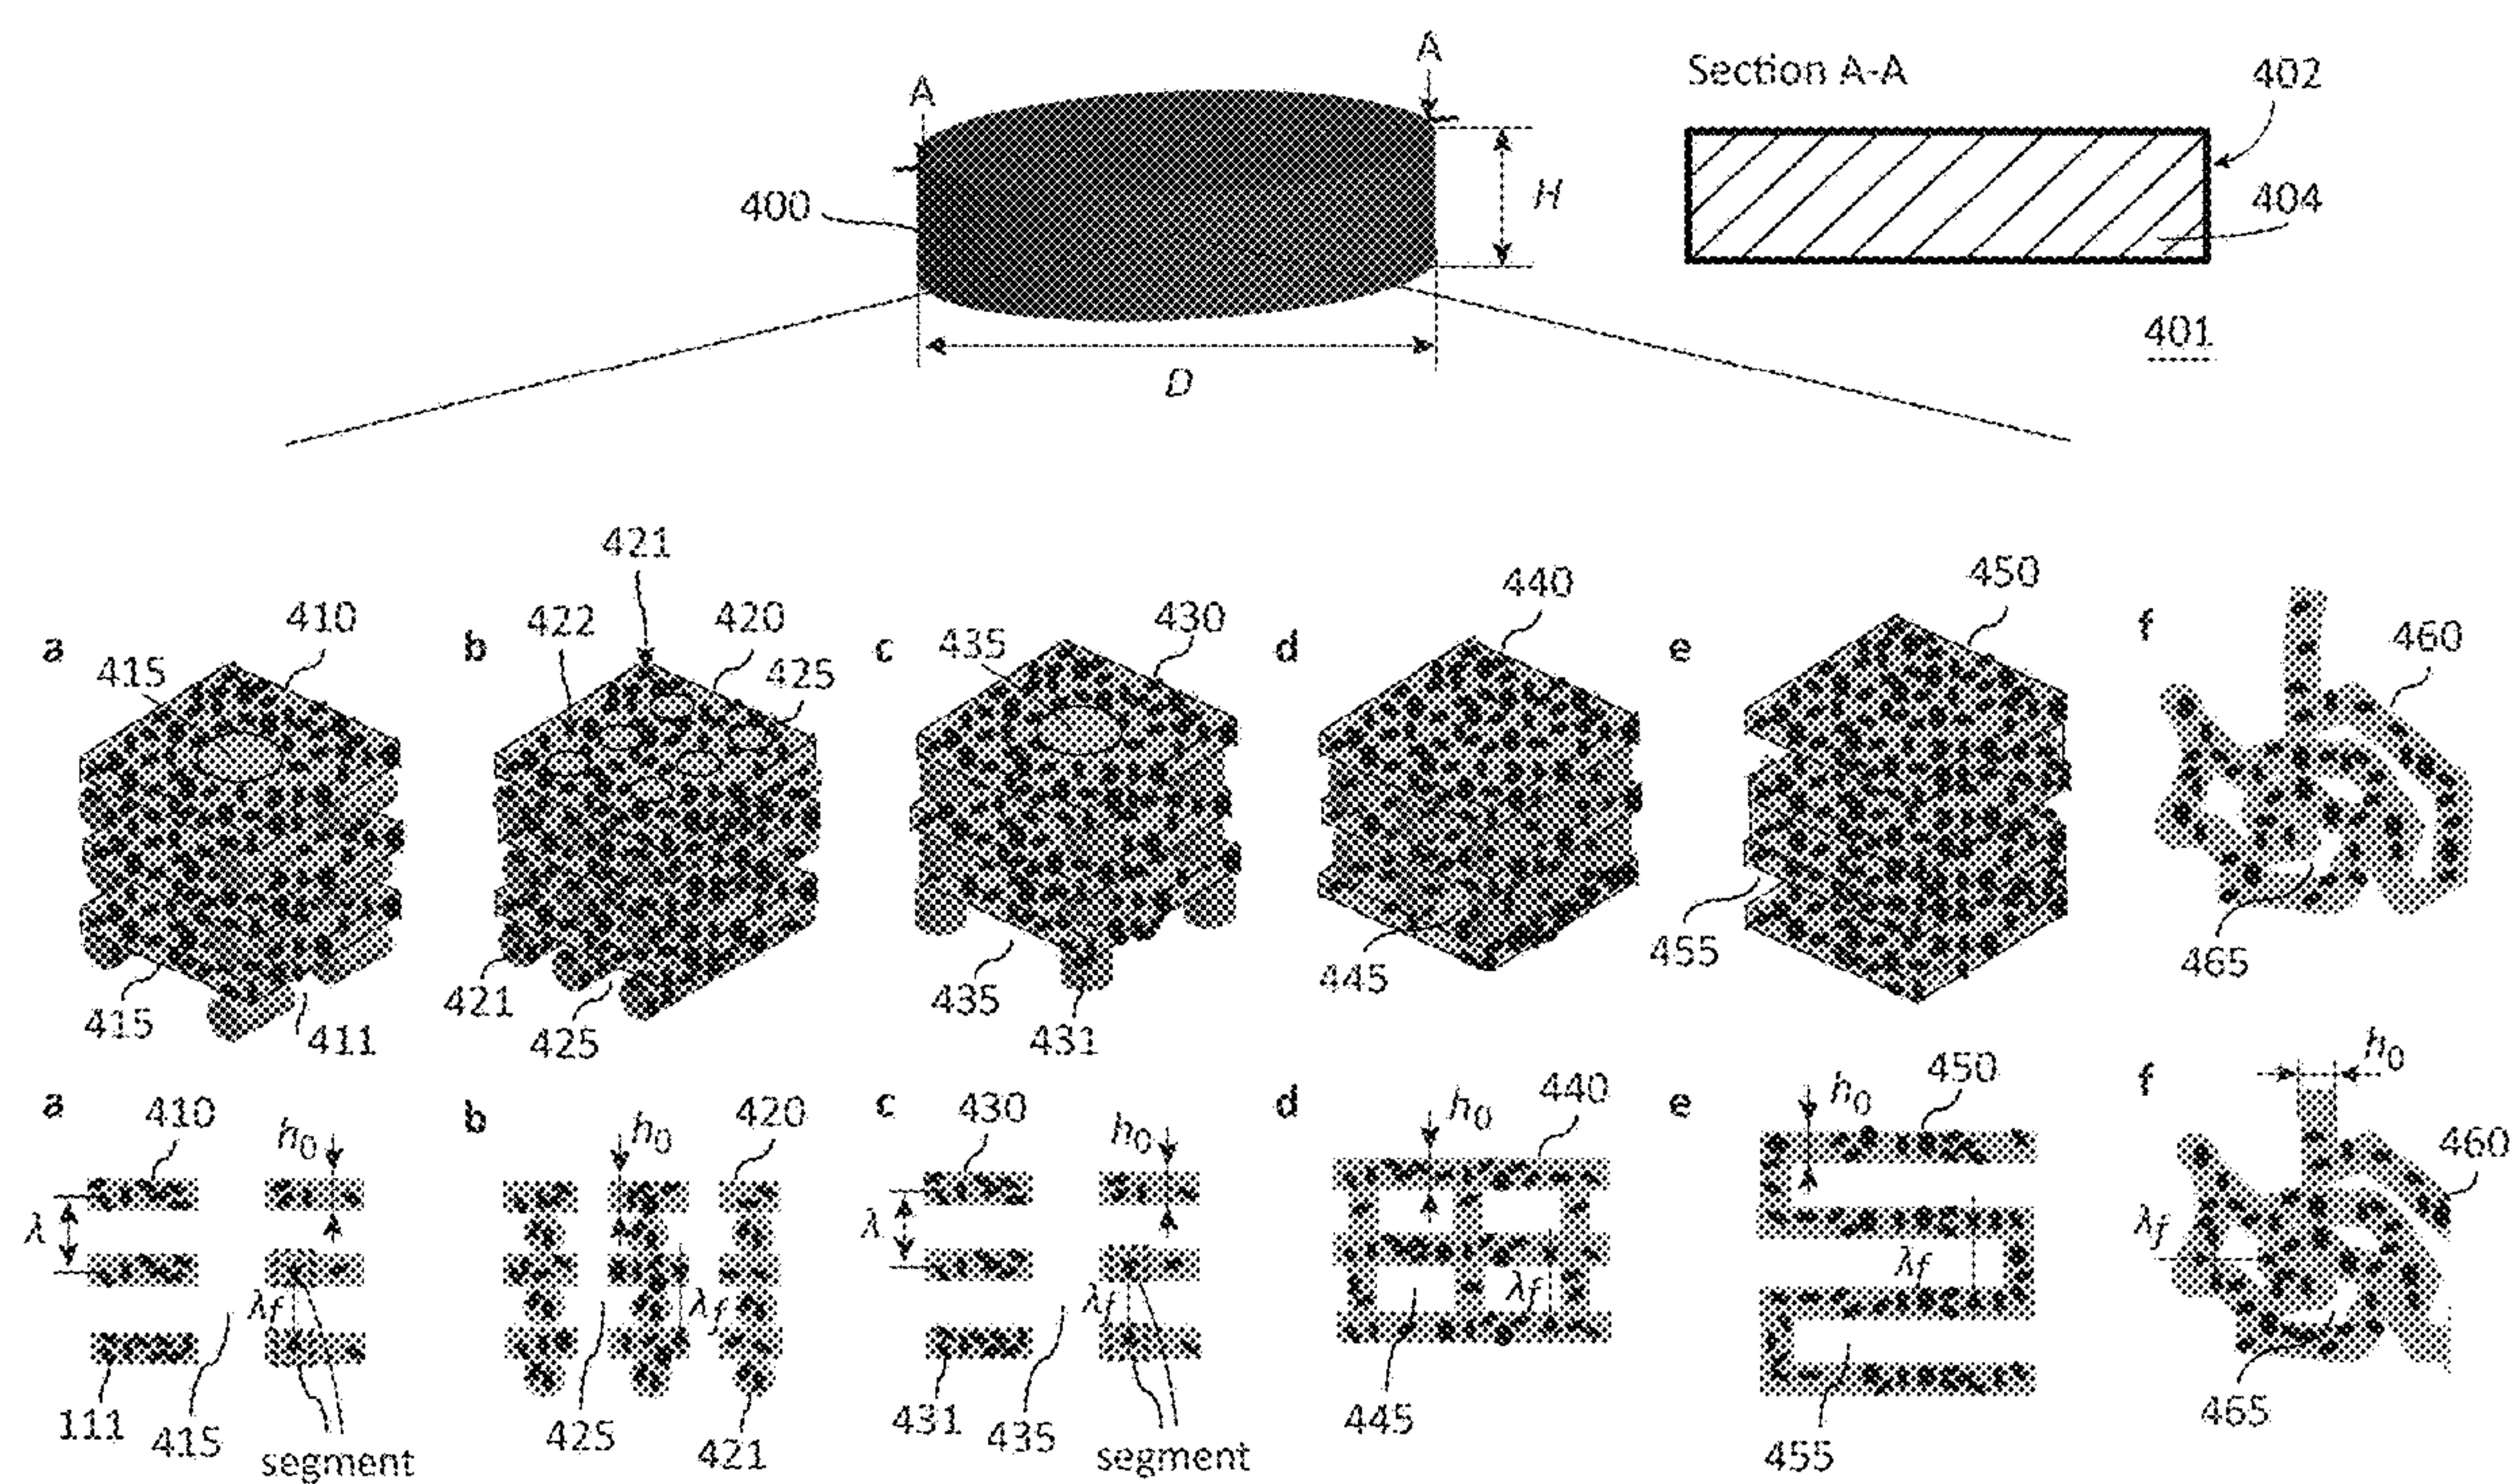 A
A
Section A-A
402
400
H
404
401
D
421
422
420
425
440
450
a
410
415
b
c
435
430
d
e
f
460
421
425
415
411
435
431
445
455
465
a
410
h0
λ
λf
111
415
segment
b
h0
420
λf
425
421
c
430
h0
λ
λf
431
435
segment
d
h0
440
λf
445
e
h0
450
λf
455
f
h0
460
λf
465